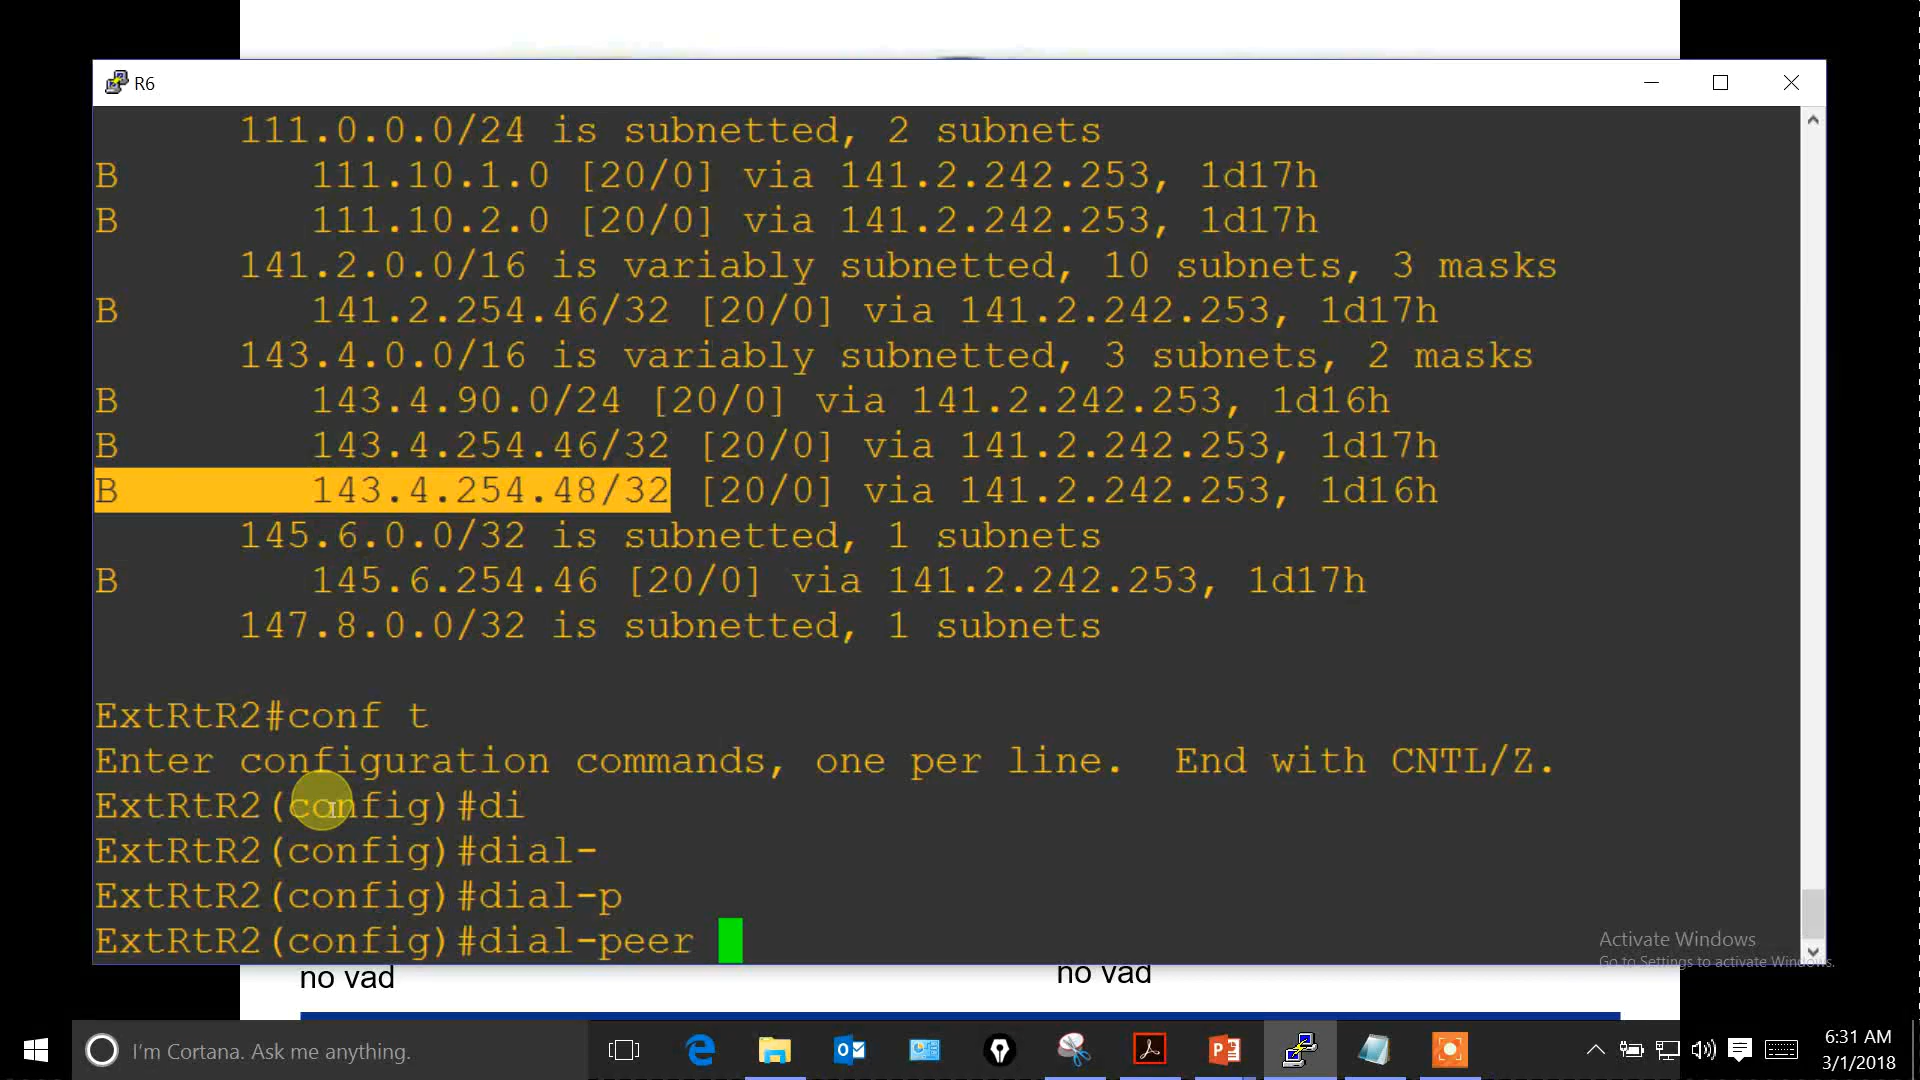 R6
111.0.0.0/24 is subnetted, 2 subnets
B 111.10.1.0 [20/0] via 141.2.242.253, 1d17h
B 111.10.2.0 [20/0] via 141.2.242.253, 1d17h
141.2.0.0/16 is variably subnetted, 10 subnets, 3 masks
B 141.2.254.46/32 [20/0] via 141.2.242.253, 1d17h
143.4.0.0/16 is variably subnetted, 3 subnets, 2 masks
B 143.4.90.0/24 [20/0] via 141.2.242.253, 1d16h
B 143.4.254.46/32 [20/0] via 141.2.242.253, 1d17h
B 143.4.254.48/32 [20/0] via 141.2.242.253, 1d16h
145.6.0.0/32 is subnetted, 1 subnets
B 145.6.254.46 [20/0] via 141.2.242.253, 1d17h
147.8.0.0/32 is subnetted, 1 subnets
ExtRtR2#conf t
Enter configuration commands, one per line. End with CNTL/Z.
ExtRtR2(config)#di
ExtRtR2(config)#dial-
ExtRtR2(config)#dial-p
ExtRtR2(config)#dial-peer
Activate Windows
Go to Settings to activate Windows.
no vad no vad
I'm Cortana. Ask me anything.
6:31 AM
3/1/2018